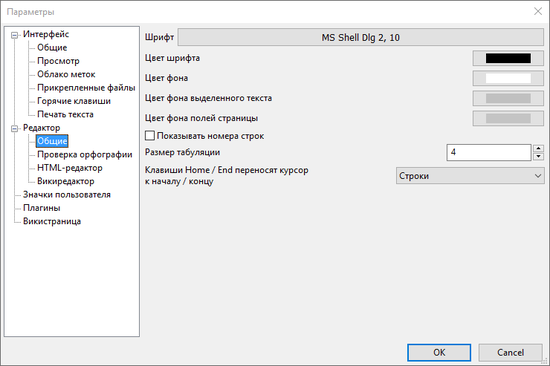 Параметры
Интерфейс
Общие
Просмотр
Облако меток
Прикрепленные файлы
Горячие клавиши
Печать текста
Редактор
Общие
Проверка орфографии
HTML-редактор
Викиредактор
Значки пользователя
Плагины
Викистраница
Шрифт MS Shell Dlg 2, 10
Цвет шрифта
Цвет фона
Цвет фона выделенного текста
Цвет фона полей страницы
Показывать номера строк
Размер табуляции 4
Клавиши Home / End переносят курсор
к началу / концу Строки
OK Cancel